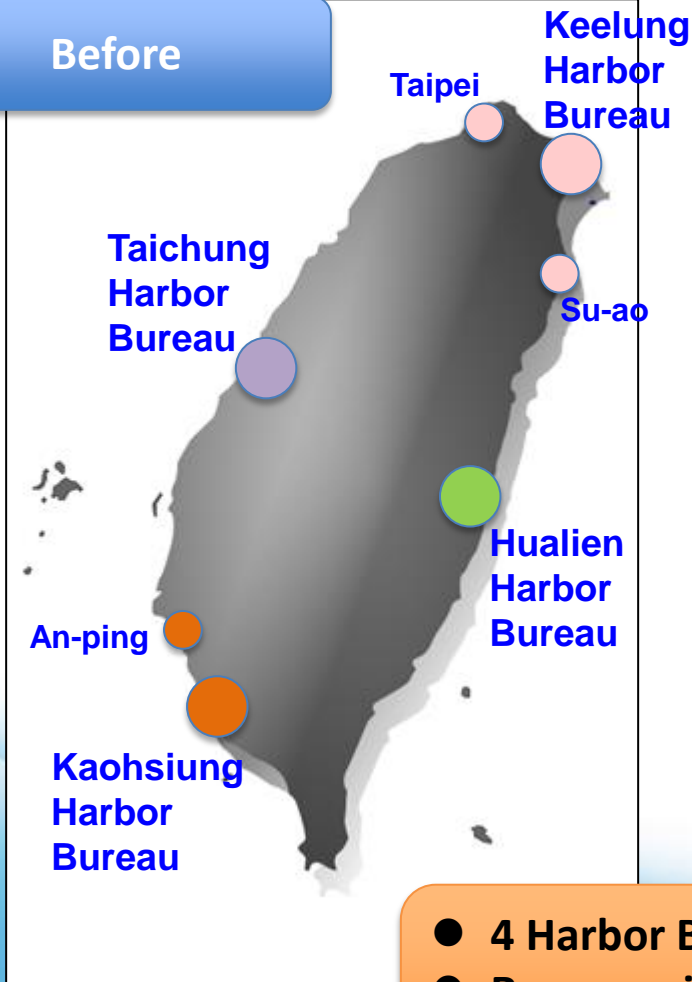 Before
Keelung
Harbor
Bureau
Taipei
Taichung
Harbor
Bureau
Su-ao
Hualien
Harbor
Bureau
An-ping
Kaohsiung
Harbor
Bureau
● 4 Harbor